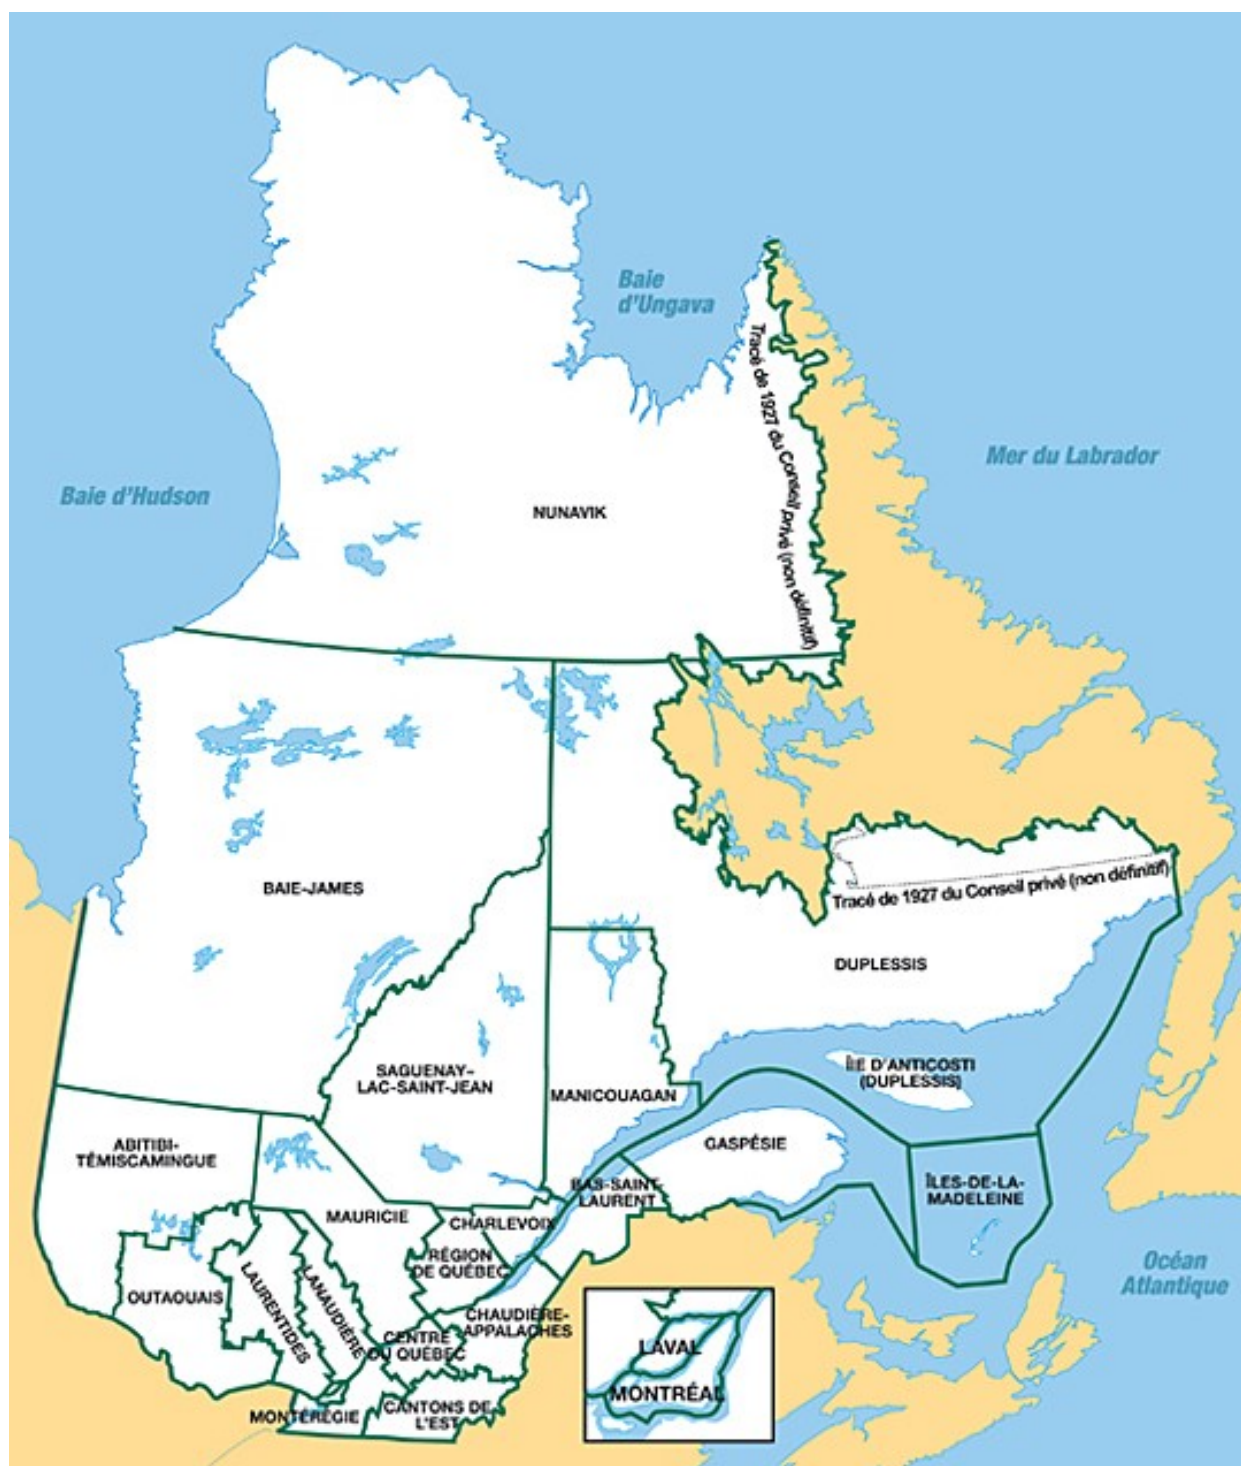 Baie
d'Ungava
Tracé de 1927 du Conseil privé (non définitif)
Mer du Labrador
Baie d'Hudson
NUNAVIK
BAIE-JAMES
Tracé de 1927 du Conseil privé (non définitif)
DUPLESSIS
SAGUENAY–
LAC-SAINT-JEAN
MANICOUAGAN
ÎLE D'ANTICOSTI
(DUPLESSIS)
ABITIBI-
TÉMISCAMINGUE
GASPÉSIE
BAS-SAINT-
LAURENT
ÎLES-DE-LA-
MADELEINE
MAURICIE
CHARLEVOIX
RÉGION
DE QUÉBEC
OUTAOUAIS
LAURENTIDES
LANAUDIÈRE
Océan
Atlantique
CHAUDIÈRE-
APPALACHES
CENTRE
DU QUÉBEC
LAVAL
MONTRÉAL
MONTÉRÉGIE
CANTONS DE
L'EST